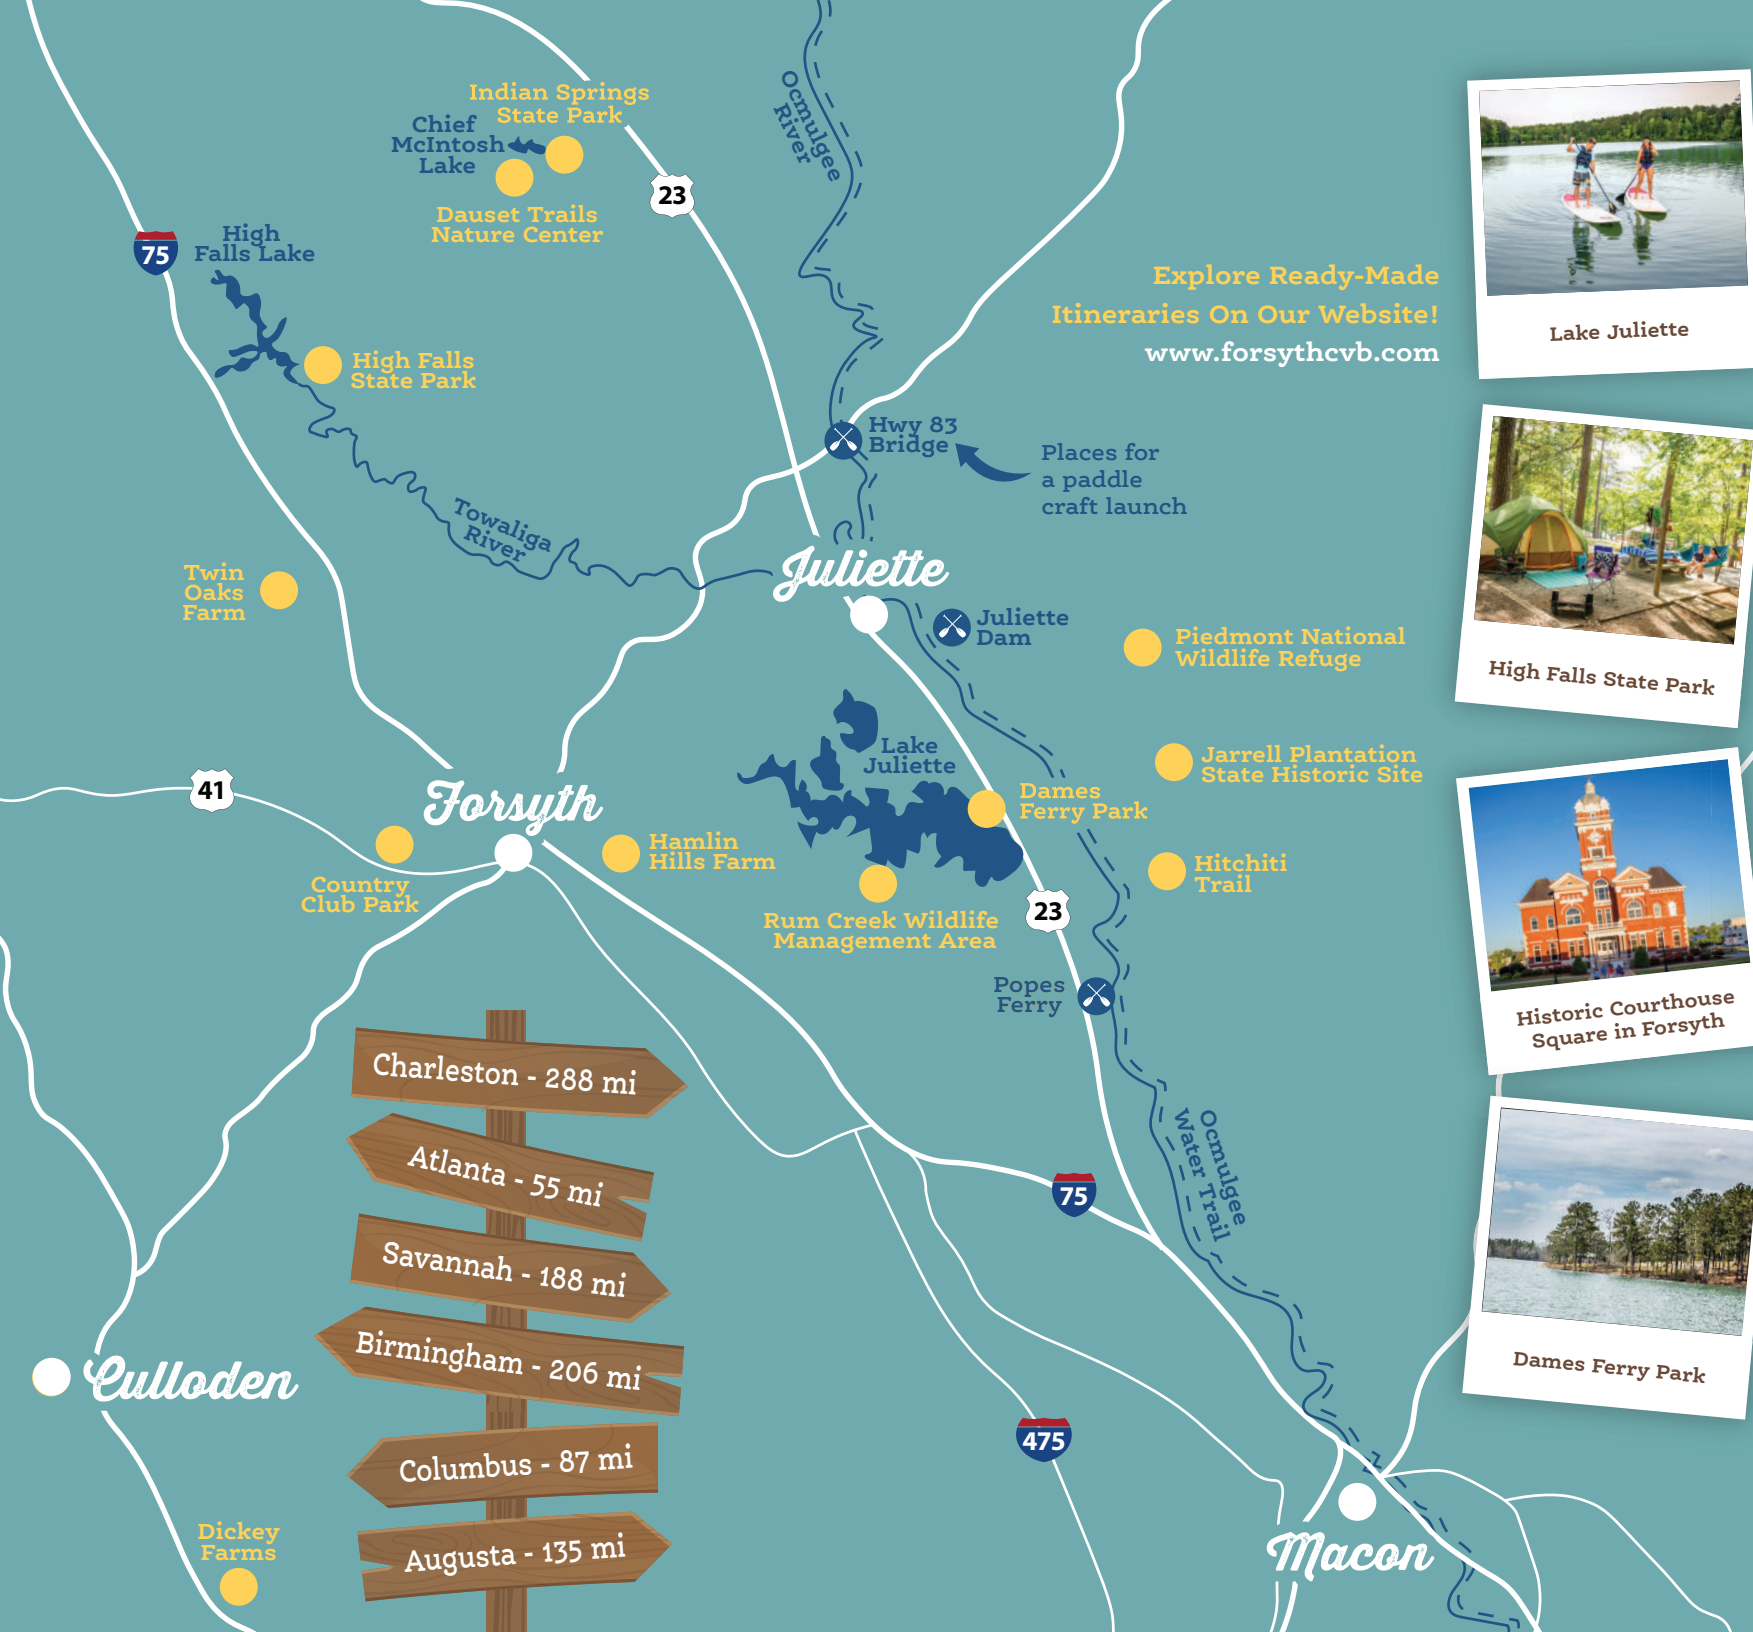 Indian Springs
State Park
Chief
McIntosh
Lake
Dauset Trails
Nature Center
23
Ocmulgee
River
75
High
Falls Lake
High Falls
State Park
Explore Ready-Made
Itineraries On Our Website!
www.forsythcvb.com
Lake Juliette
Hwy 83
Bridge
Places for
a paddle
craft launch
Towaliga
River
Twin
Oaks
Farm
Juliette
Juliette
Dam
Piedmont National
Wildlife Refuge
High Falls State Park
Lake
Juliette
Jarrell Plantation
State Historic Site
41
Forsyth
Dames
Ferry Park
Hamlin
Hills Farm
Country
Club Park
Hitchiti
Trail
Rum Creek Wildlife
Management Area
23
Popes
Ferry
Historic Courthouse
Square in Forsyth
Charleston - 288 mi
Atlanta - 55 mi
Savannah - 188 mi
Birmingham - 206 mi
Columbus - 87 mi
Augusta - 135 mi
Ocmulgee
Water Trail
75
Dames Ferry Park
Culloden
475
Dickey
Farms
Macon